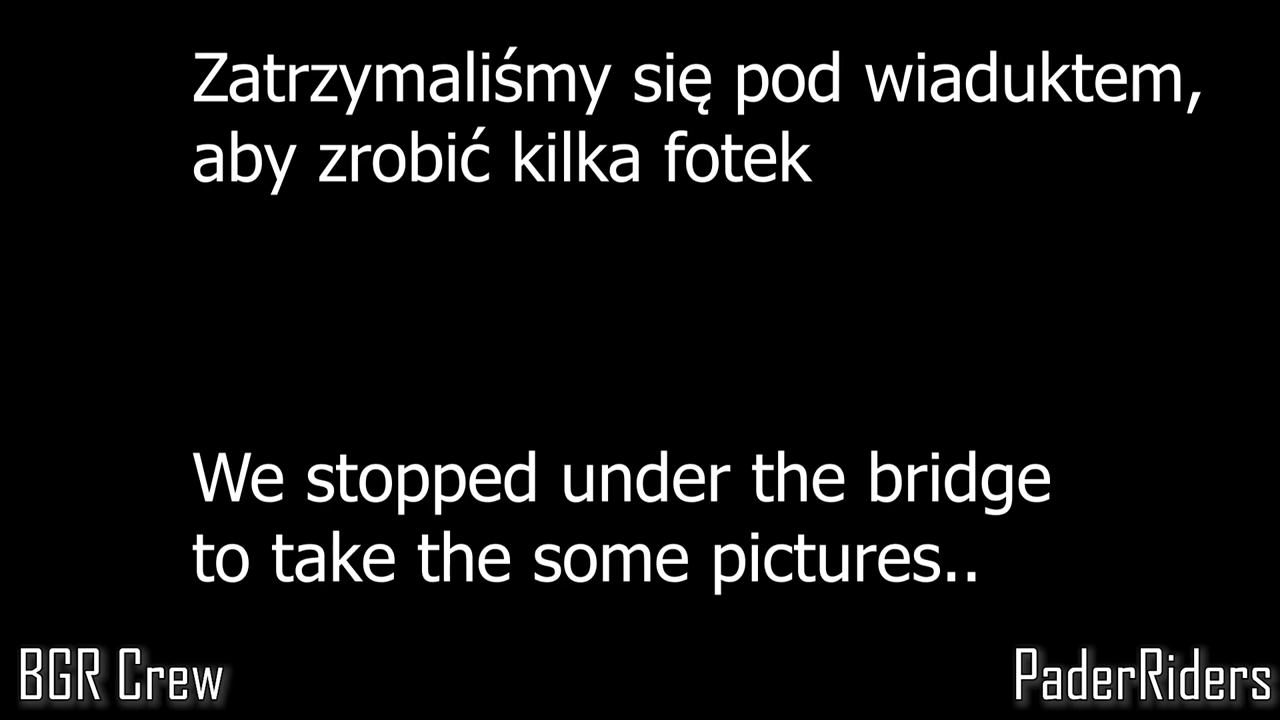 Zatrzymaliśmy się pod wiaduktem,
aby zrobić kilka fotek
We stopped under the bridge
to take the some pictures..
BGR Crew
PaderRiders